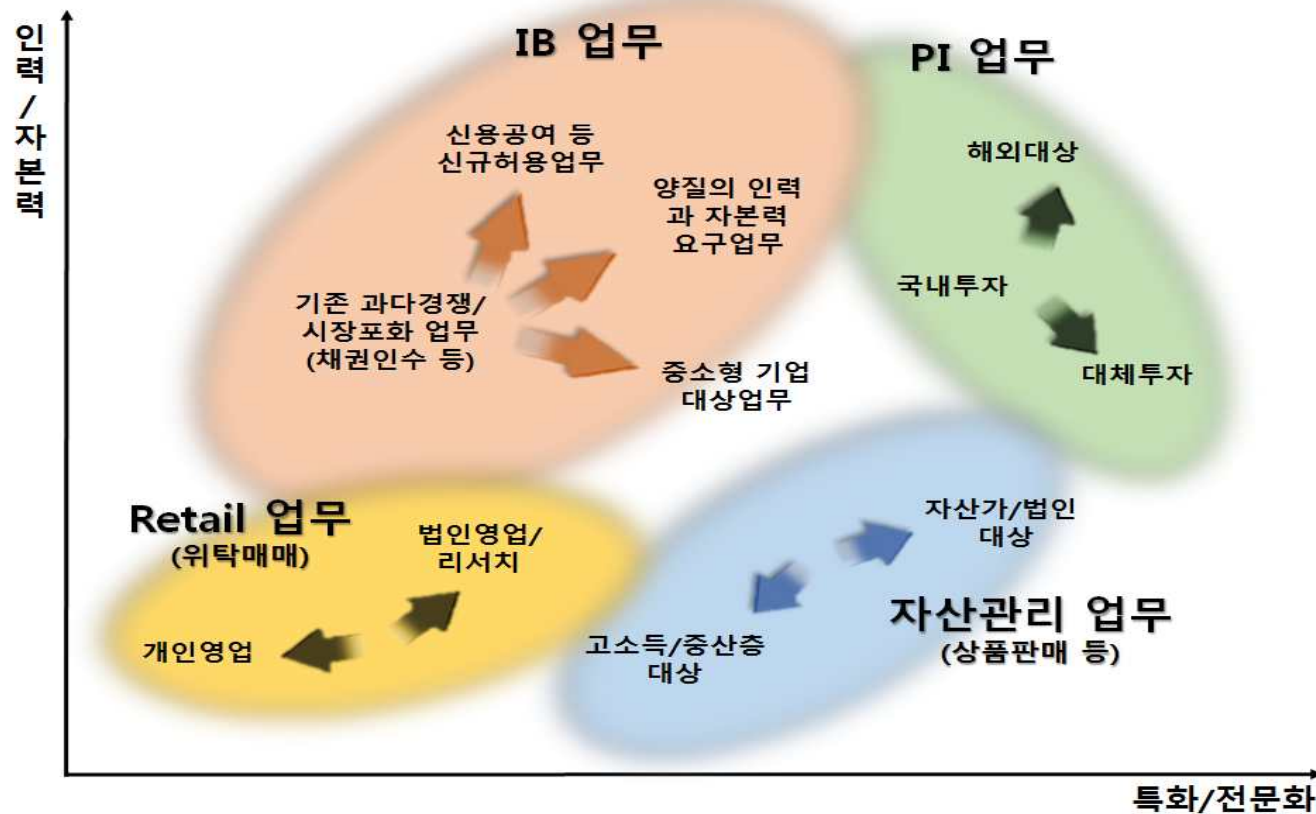 인력/자본력
IB 업무
신용공여 등
신규허용업무
양질의 인력
과 자본력
요구업무
기존 과다경쟁/
시장포화 업무
(채권인수 등)
중소형 기업
대상업무
PI 업무
해외대상
국내투자
대체투자
Retail 업무
(위탁매매)
법인영업/
리서치
개인영업
자산가/법인
대상
고소득/중산층
대상
자산관리 업무
(상품판매 등)
특화/전문화